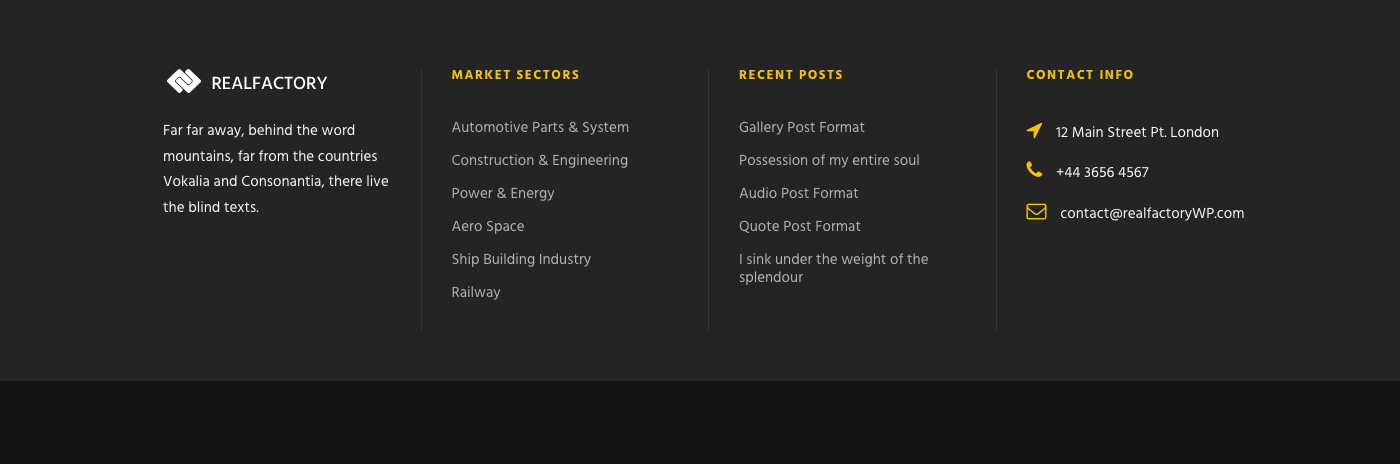 REALFACTORY
Far far away, behind the word
mountains, far from the countries
Vokalia and Consonantia, there live
the blind texts.
MARKET SECTORS
Automotive Parts & System
Construction & Engineering
Power & Energy
Aero Space
Ship Building Industry
Railway
RECENT POSTS
Gallery Post Format
Possession of my entire soul
Audio Post Format
Quote Post Format
I sink under the weight of the
splendour
CONTACT INFO
12 Main Street Pt. London
+44 3656 4567
contact@realfactoryWP.com